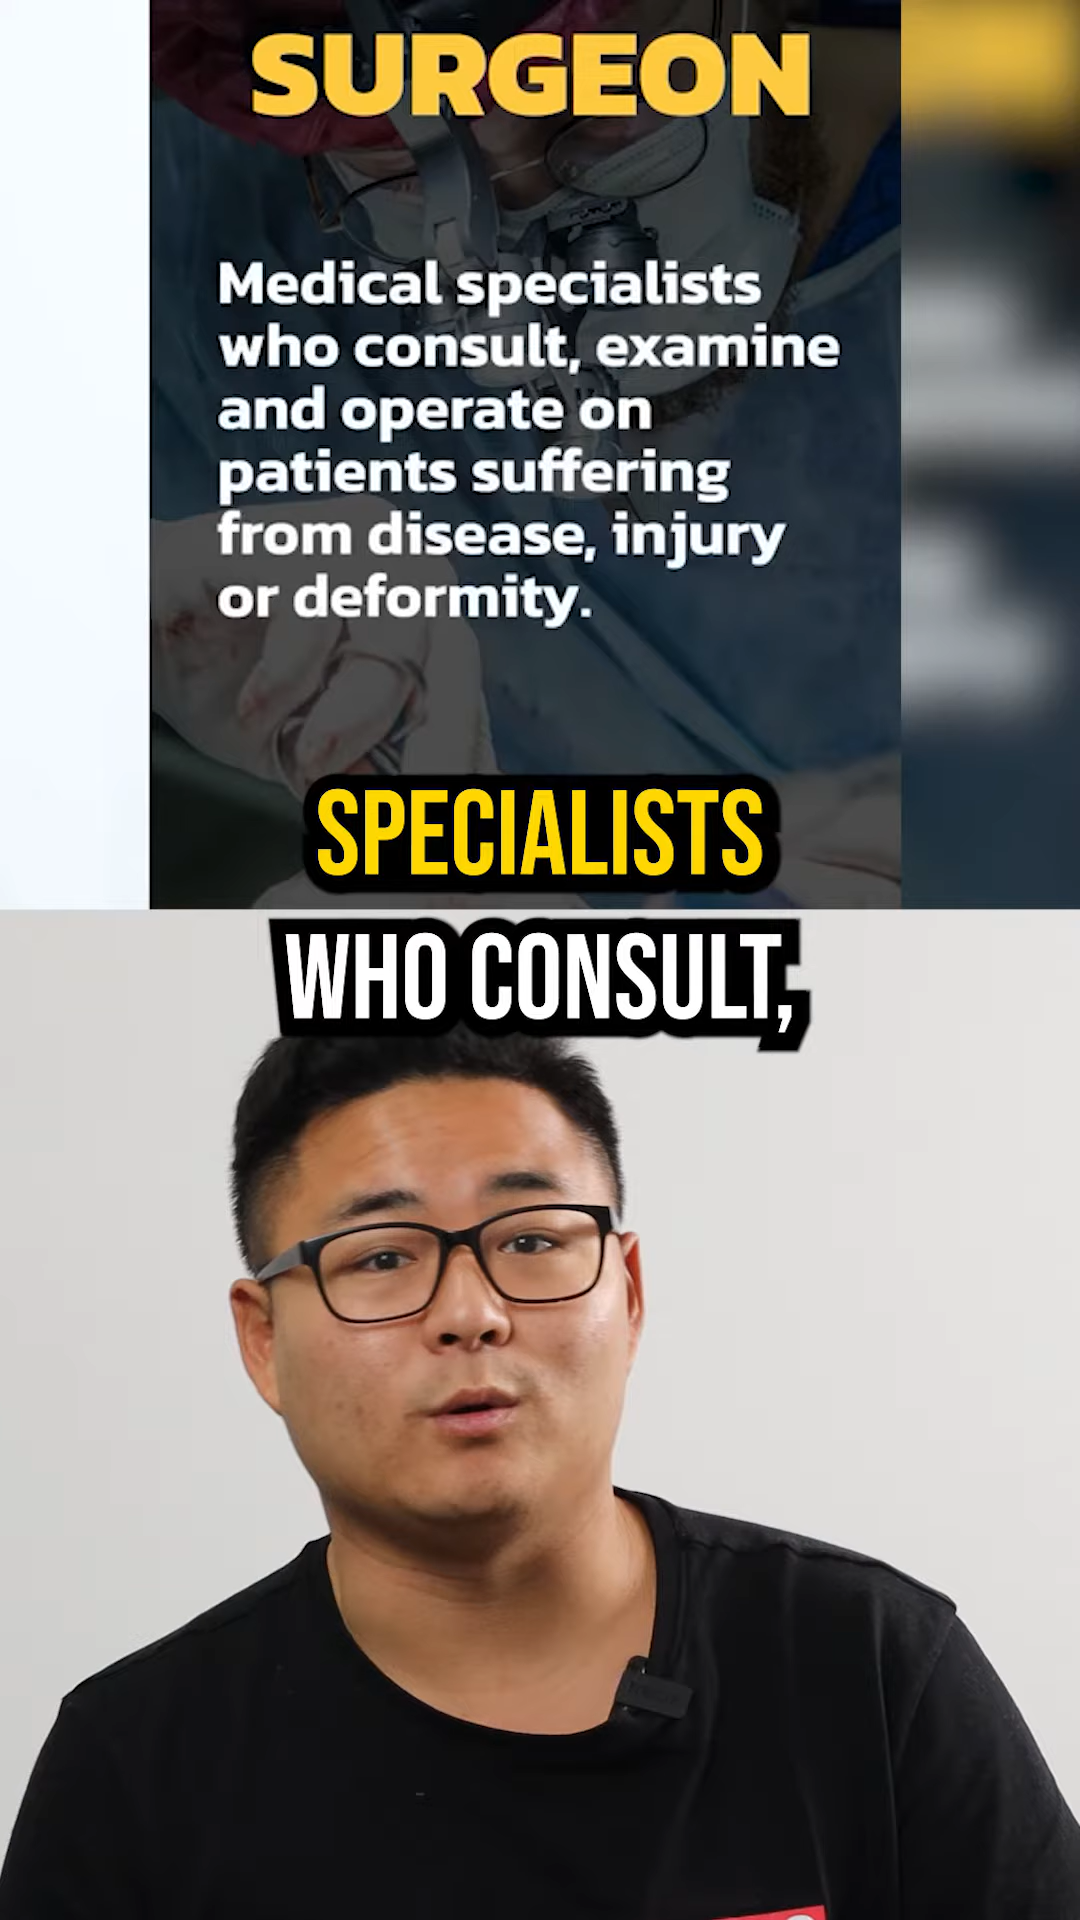 SURGEON
Medical specialists
who consult, examine
and operate on
patients suffering
from disease, injury
or deformity.
SPECIALISTS
WHO CONSULT,